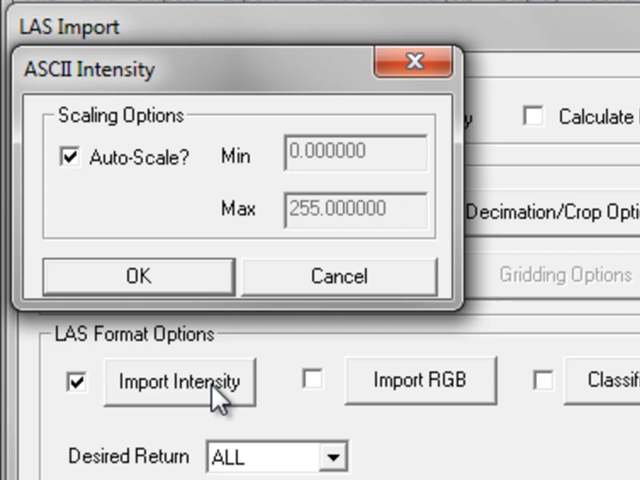 LAS Import
ASCII Intensity
Scaling Options
Auto-Scale? Min 0.000000
Max 255.000000
OK Cancel
y Calculate
Decimation/Crop Opti
Gridding Options
LAS Format Options
Import Intensity Import RGB Classifi
Desired Return ALL